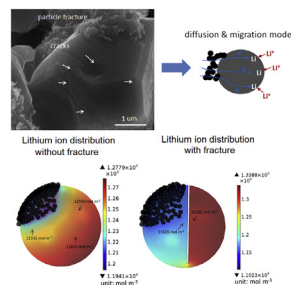 particle fracture
cracks
1 um
diffusion & migration mode
Li
Li⁺
Li
Li⁺
Li
Li⁺
Lithium ion distribution
without fracture
Lithium ion distribution
with fracture
▲ 1.2779×10⁴
×10⁴
1.27
1.26
1.25
1.24
1.23
1.22
1.21
1.2
▼ 1.1941×10⁴
unit: mol m⁻³
▲ 1.3388×10⁴
×10⁴
1.3
1.25
1.2
1.15
▼ 1.1023×10⁴
unit: mol m⁻³